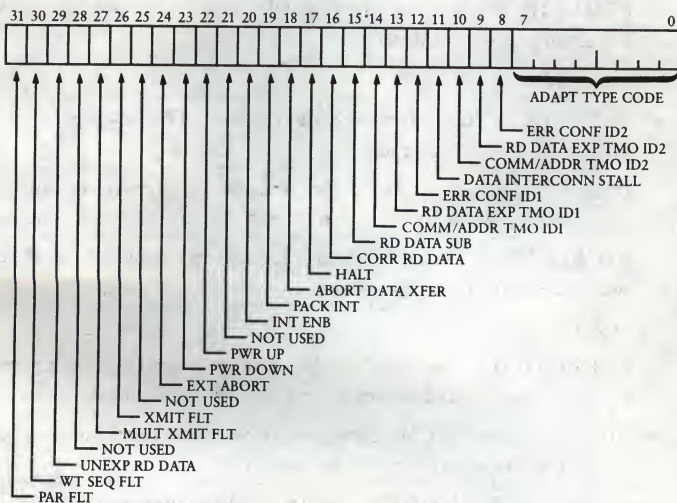 31 30 29 28 27 26 25 24 23 22 21 20 19 18 17 16 15 14 13 12 11 10 9 8 7 0
ADAPT TYPE CODE
ERR CONF ID2
RD DATA EXP TMO ID2
COMM/ADDR TMO ID2
DATA INTERCONN STALL
ERR CONF ID1
RD DATA EXP TMO ID1
COMM/ADDR TMO ID1
RD DATA SUB
CORR RD DATA
HALT
ABORT DATA XFER
PACK INT
INT ENB
NOT USED
PWR UP
PWR DOWN
EXT ABORT
NOT USED
XMIT FLT
MULT XMIT FLT
NOT USED
UNEXP RD DATA
WT SEQ FLT
PAR FLT